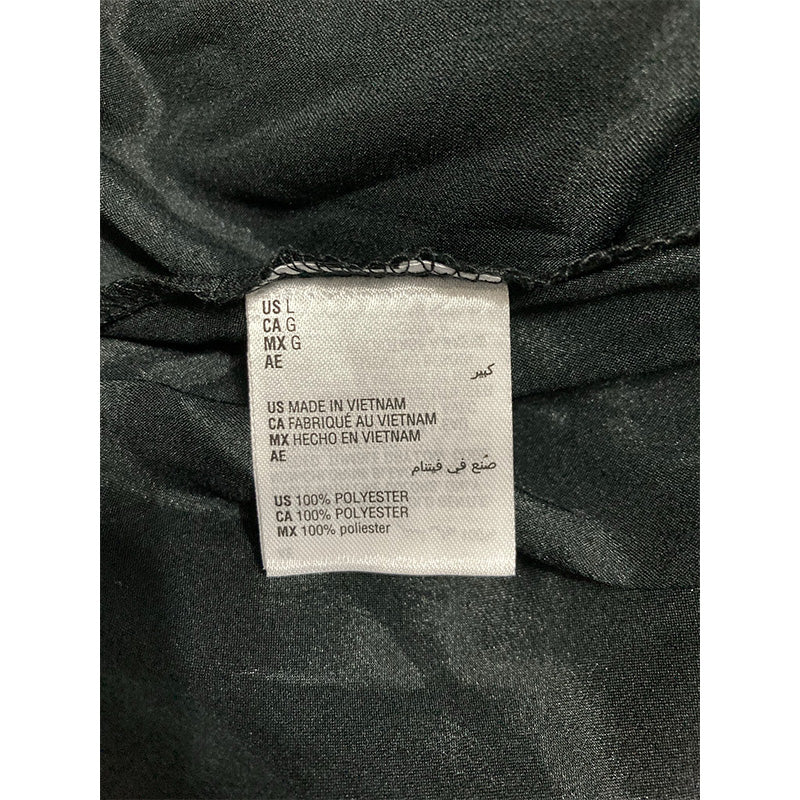 US L
CA G
MX G
AE
كبير
US MADE IN VIETNAM
CA FABRIQUÉ AU VIETNAM
MX HECHO EN VIETNAM
AE
صُنع في فيتنام
US 100% POLYESTER
CA 100% POLYESTER
MX 100% poliester